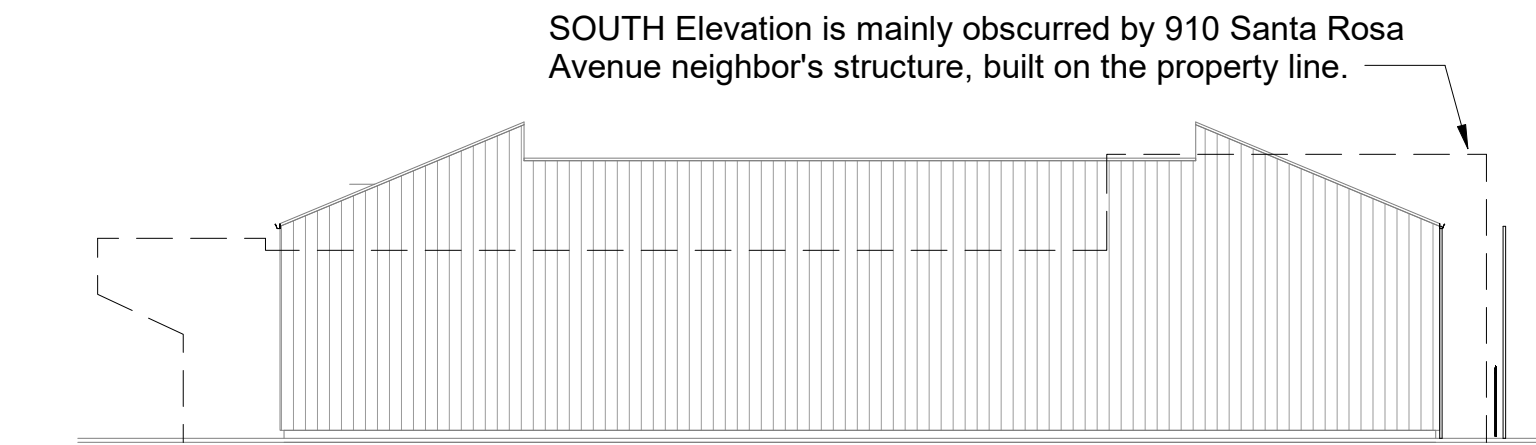 SOUTH Elevation is mainly obscurred by 910 Santa Rosa
Avenue neighbor's structure, built on the property line.